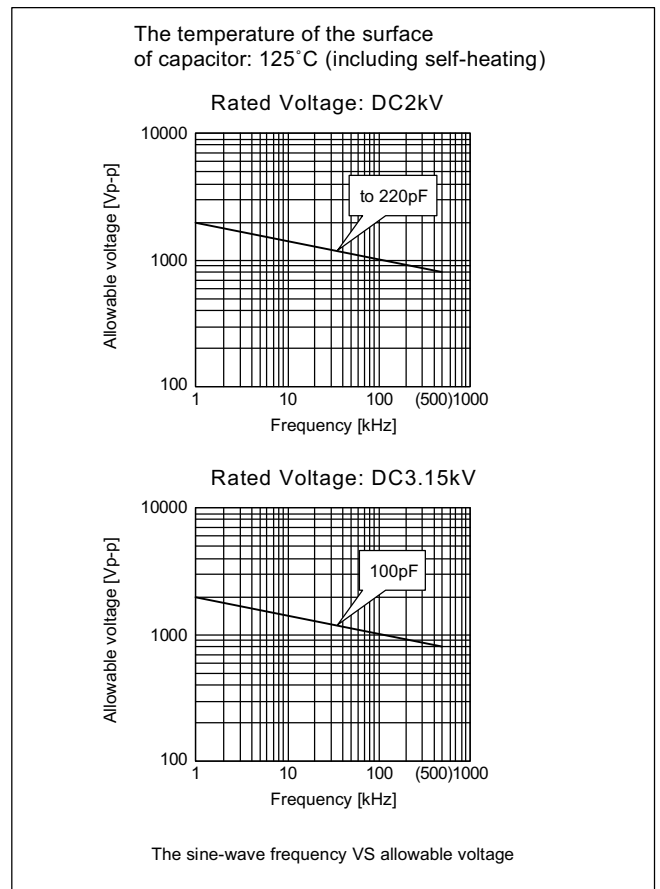 The temperature of the surface
of capacitor: 125˚C (including self-heating)
Rated Voltage: DC2kV
Allowable voltage [Vp-p]
10000
1000
100
to 220pF
1 10 100 (500)1000
Frequency [kHz]
Rated Voltage: DC3.15kV
Allowable voltage [Vp-p]
10000
1000
100
100pF
1 10 100 (500)1000
Frequency [kHz]
The sine-wave frequency VS allowable voltage